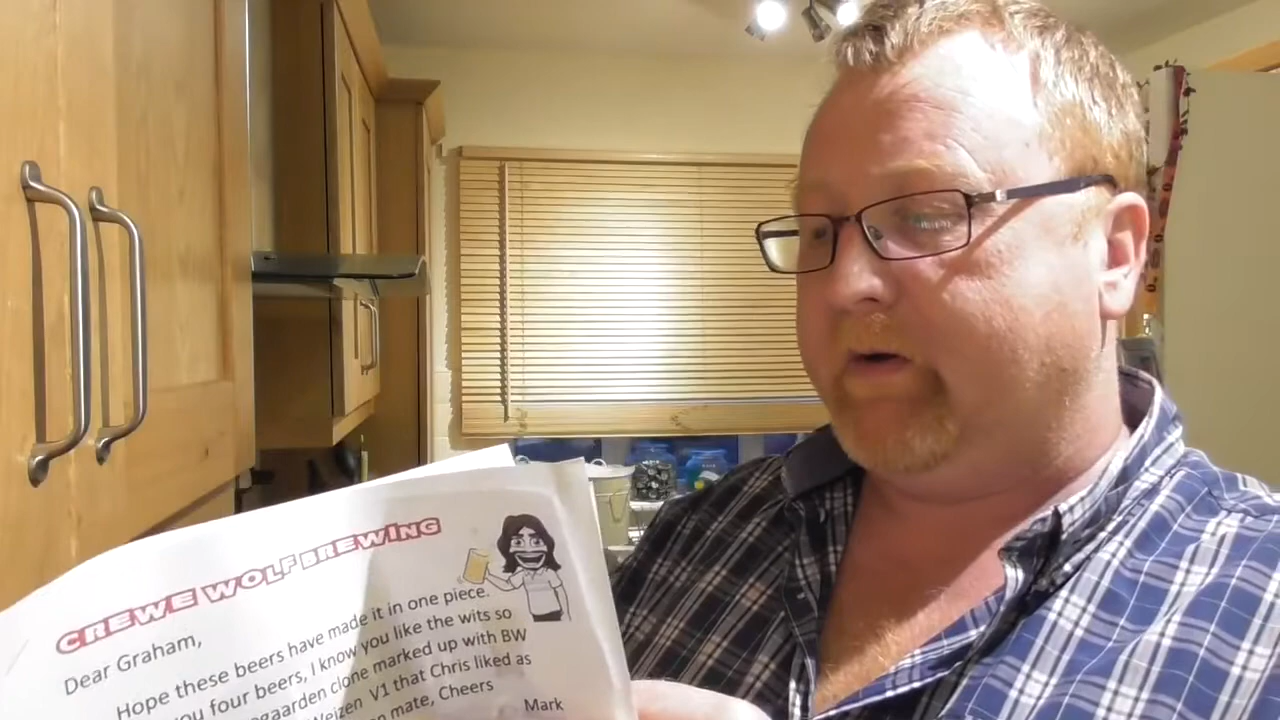 CREWE WOLF BREWING
Dear Graham,
Hope these beers have made it in one piece.
you four beers, I know you like the wits so
clone marked up with BW
Weizen V1 that Chris liked as
mate, Cheers
Mark